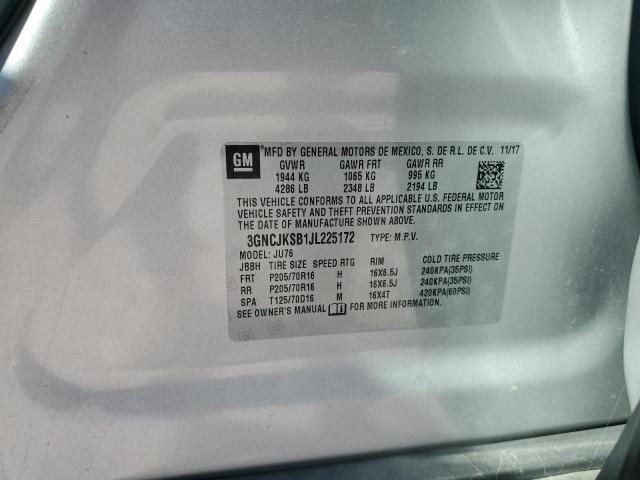 GM
®MFD BY GENERAL MOTORS DE MEXICO, S. DE R.L. DE C.V. 11/17
GVWR GAWR FRT GAWR RR
1944 KG 1065 KG 995 KG
4286 LB 2348 LB 2194 LB
THIS VEHICLE CONFORMS TO ALL APPLICABLE U.S. FEDERAL MOTOR
VEHICLE SAFETY AND THEFT PREVENTION STANDARDS IN EFFECT ON
THE DATE OF MANUFACTURE SHOWN ABOVE.
3GNCJKSB1JL225172 TYPE: M.P.V.
MODEL: JU76
JBBH TIRE SIZE SPEED RTG RIM COLD TIRE PRESSURE
FRT P205/70R16 H 16X6.5J 240KPA(35PSI)
RR P205/70R16 H 16X6.5J 240KPA(35PSI)
SPA T125/70D16 M 16X4T 420KPA(60PSI)
SEE OWNER'S MANUAL FOR MORE INFORMATION.